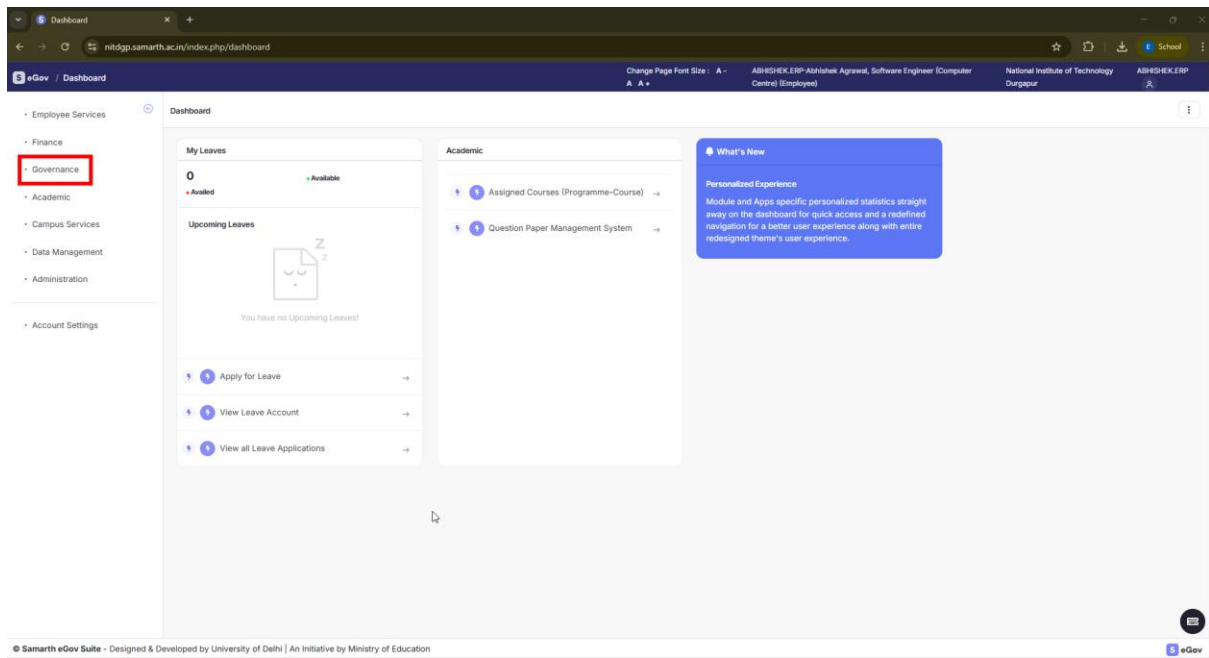 Dashboard
nitdgp.samarth.ac.in/index.php/dashboard
E School
S eGov / Dashboard
Change Page Font Size : A -
A A +
ABHISHEK.ERP-Abhishek Agrawal, Software Engineer (Computer
Centre) (Employee)
National Institute of Technology
Durgapur
ABHISHEK.ERP
Employee Services
Finance
Governance
Academic
Campus Services
Data Management
Administration
Account Settings
Dashboard
My Leaves
0
Availed
Available
Upcoming Leaves
Z
z
You have no Upcoming Leaves!
Apply for Leave
View Leave Account
View all Leave Applications
Academic
Assigned Courses (Programme-Course)
Question Paper Management System
What's New
Personalized Experience
Module and Apps specific personalized statistics straight
away on the dashboard for quick access and a redefined
navigation for a better user experience along with entire
redesigned theme's user experience.
© Samarth eGov Suite - Designed & Developed by University of Delhi | An Initiative by Ministry of Education
S eGov